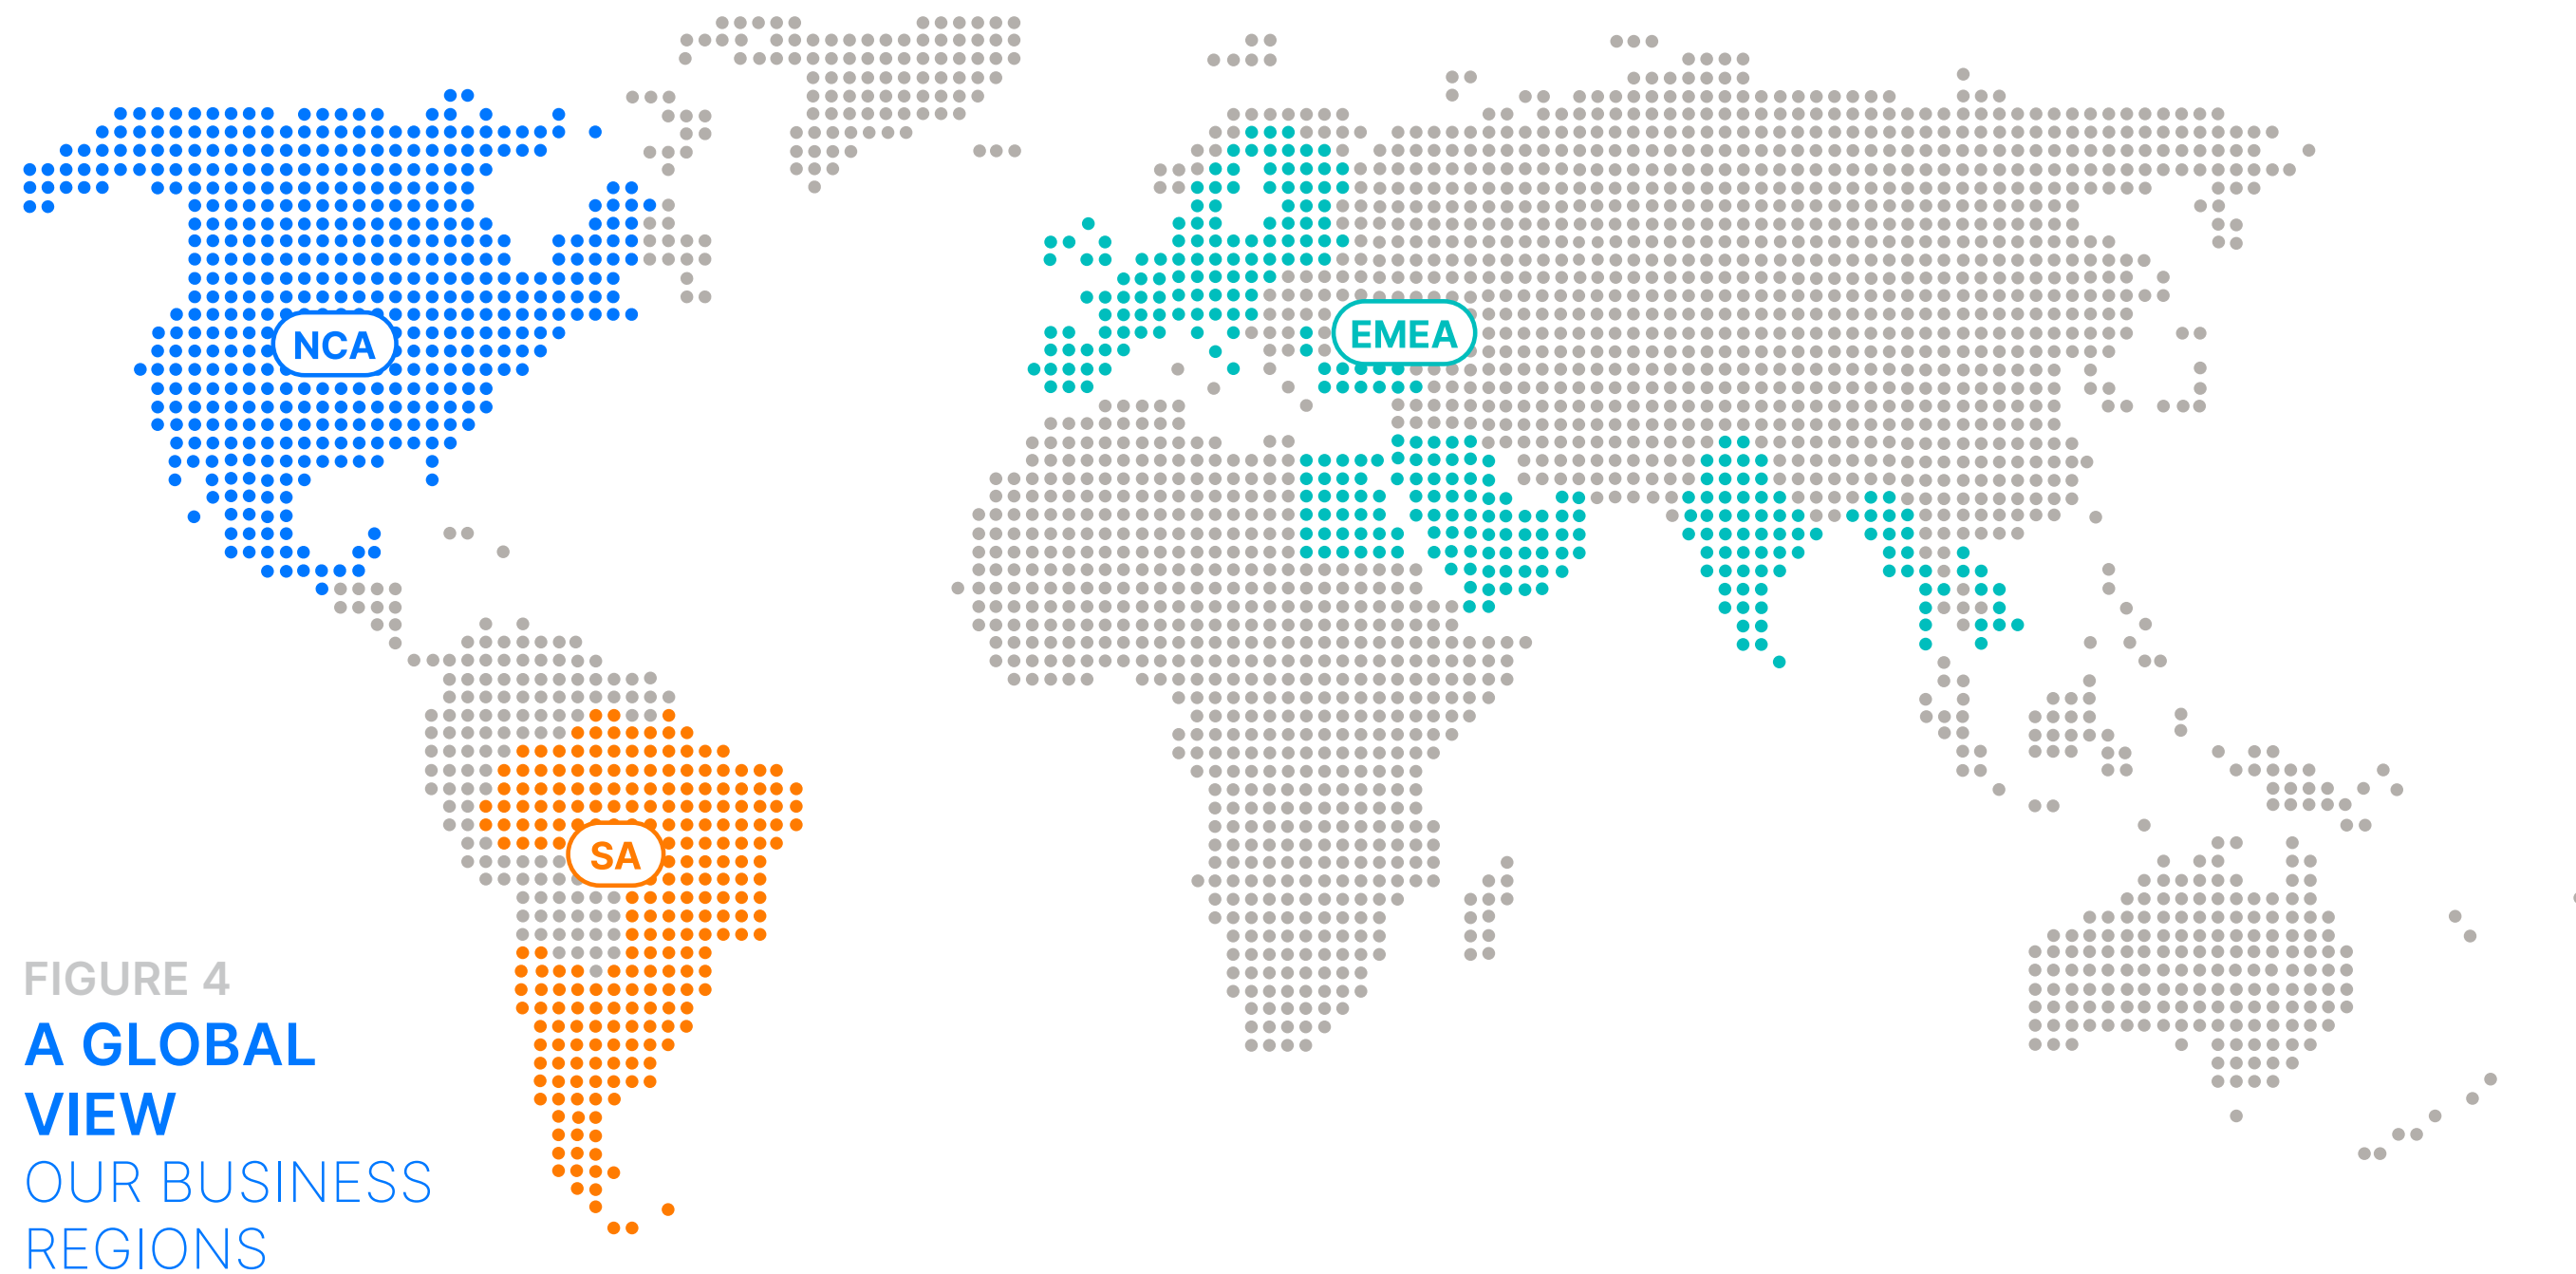 NCA
EMEA
SA
FIGURE 4
A GLOBAL
VIEW
OUR BUSINESS
REGIONS